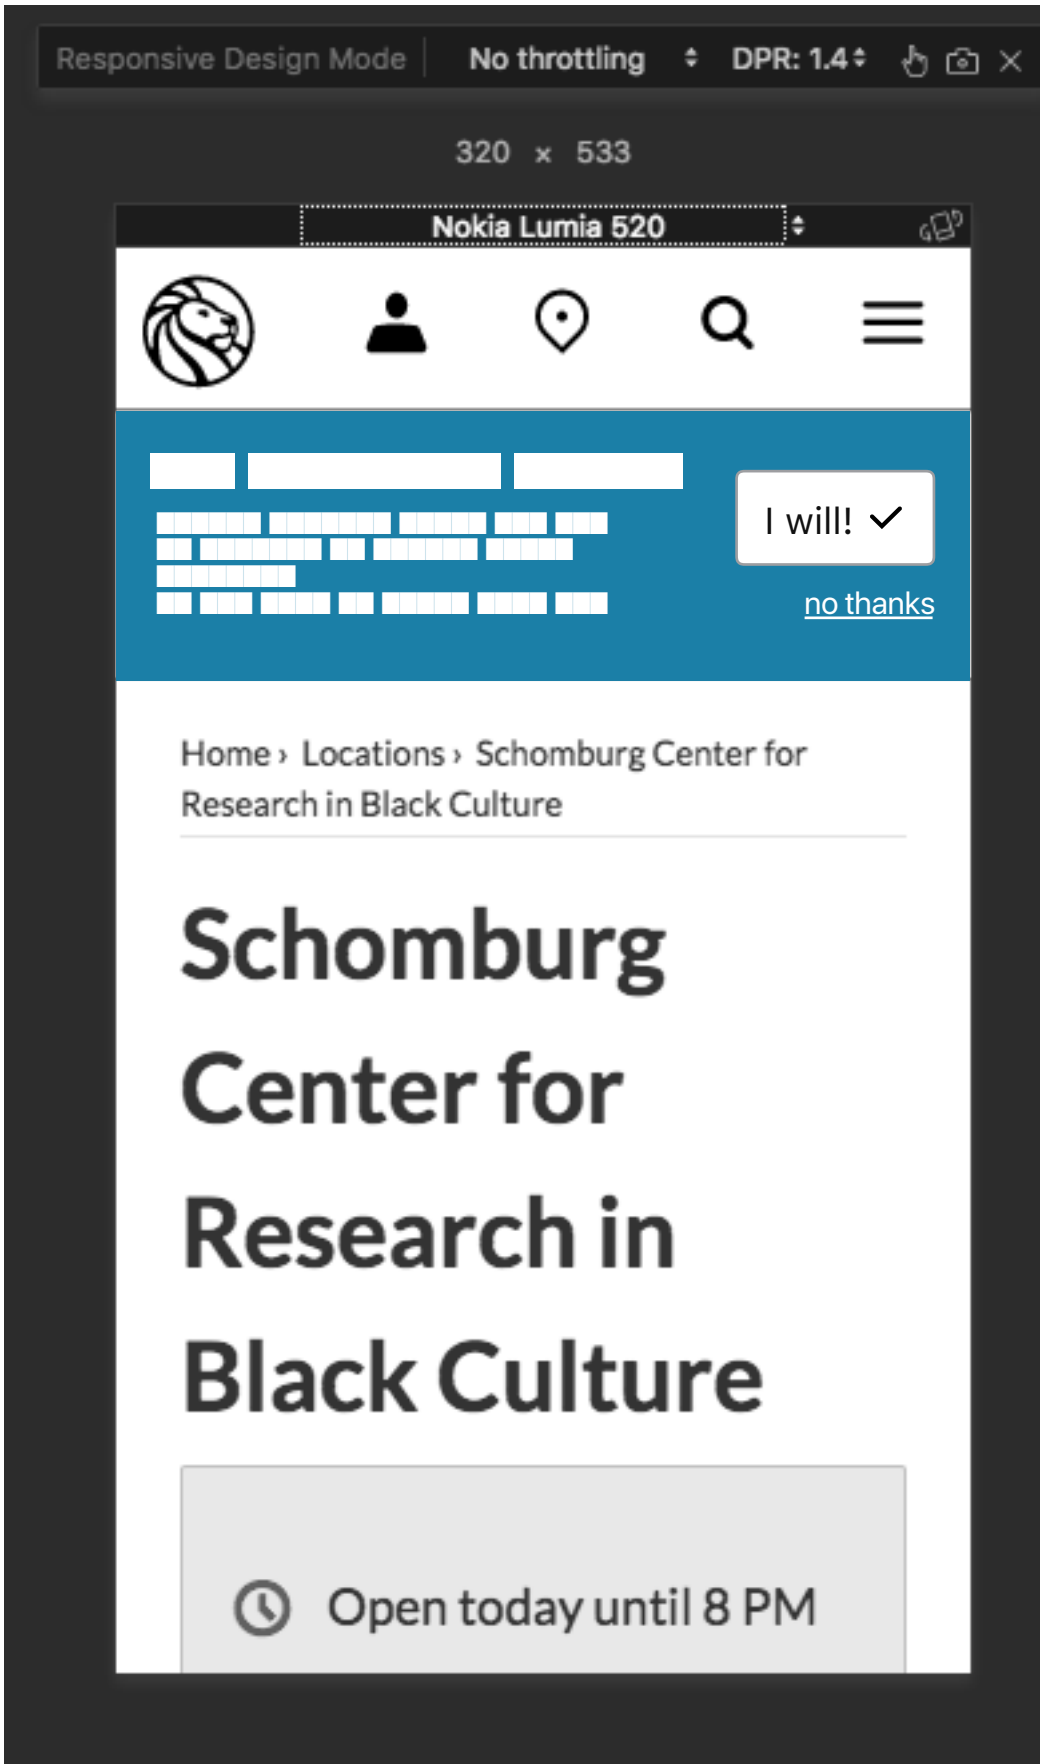 Responsive Design Mode No throttling DPR: 1.4
320 x 533
Nokia Lumia 520
I will!
no thanks
Home › Locations › Schomburg Center for
Research in Black Culture
Schomburg
Center for
Research in
Black Culture
Open today until 8 PM